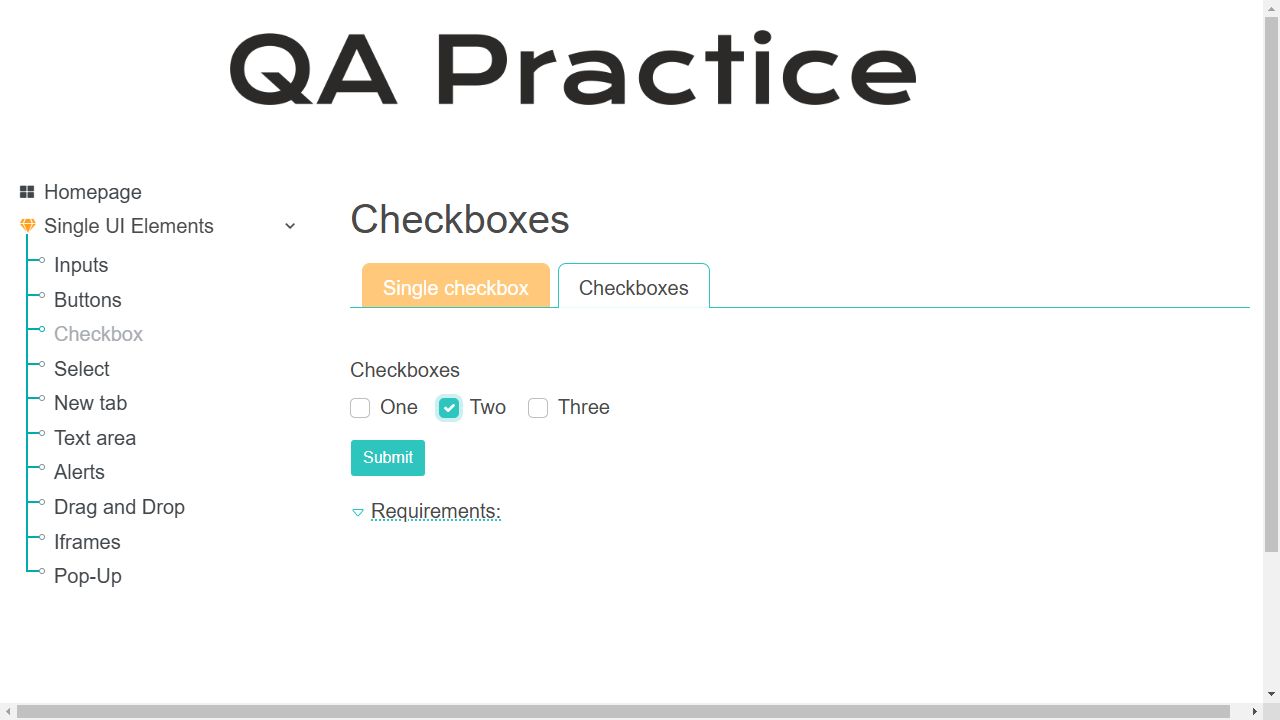 QA Practice
Homepage
Single UI Elements
Inputs
Buttons
Checkbox
Select
New tab
Text area
Alerts
Drag and Drop
Iframes
Pop-Up
Checkboxes
Single checkbox Checkboxes
Checkboxes
One Two Three
Submit
Requirements: